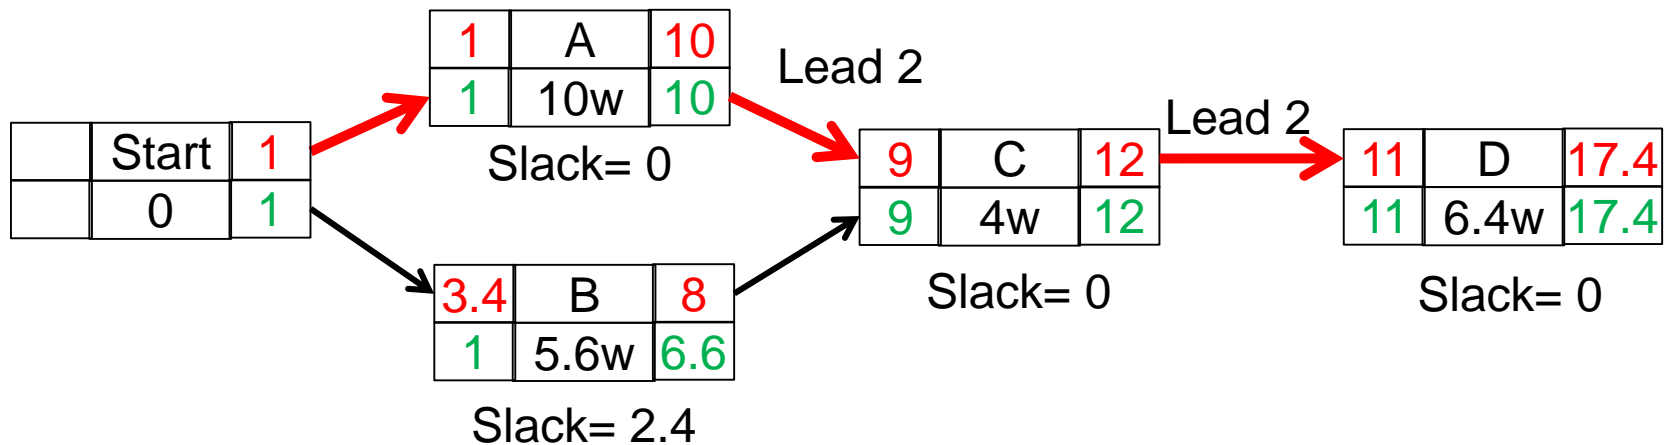 1 A 10
1 10w 10
Slack= 0
Lead 2
Start 1
0 1
9 C 12
9 4w 12
Slack= 0
Lead 2
11 D 17.4
11 6.4w 17.4
Slack= 0
3.4 B 8
1 5.6w 6.6
Slack= 2.4